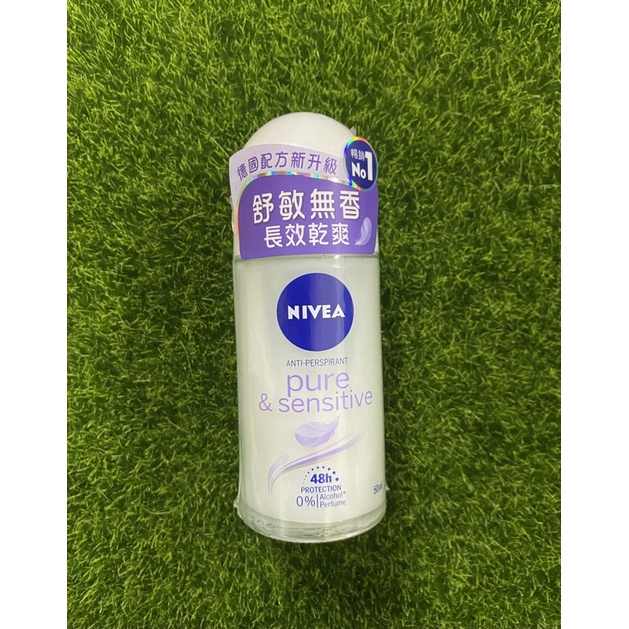 德國配方新升級
暢銷
No1
舒敏無香
長效乾爽
NIVEA
ANTI-PERSPIRANT
pure
& sensitive
48h
PROTECTION
0% Alcohol+
Perfume
50ml